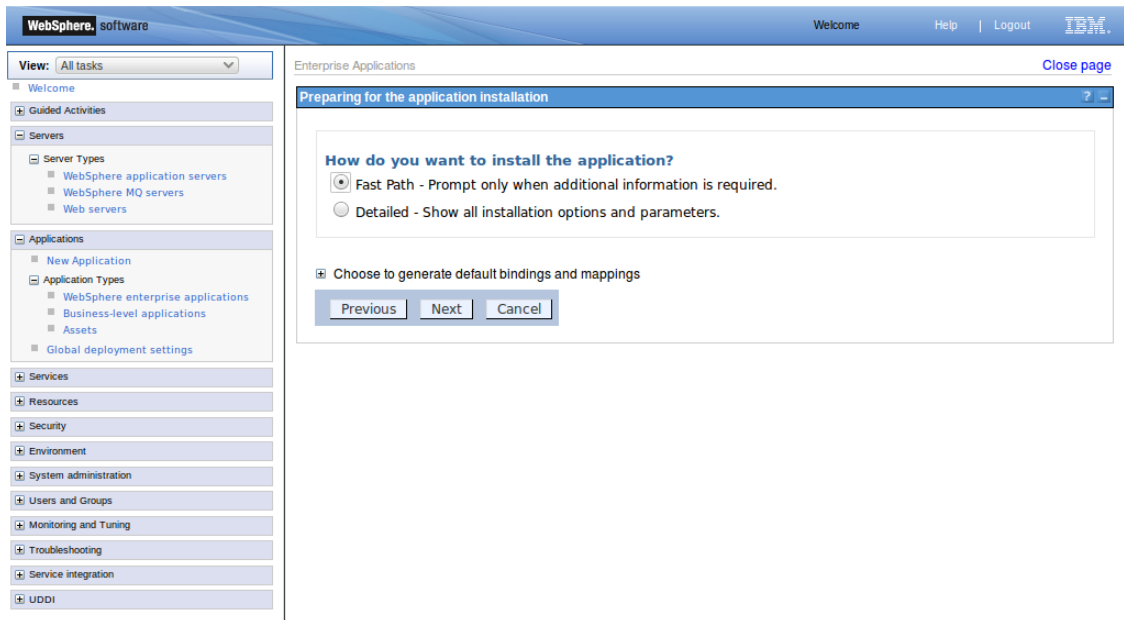 WebSphere. software
Welcome
Help | Logout
IBM.
View: All tasks
Welcome
Guided Activities
Servers
Server Types
WebSphere application servers
WebSphere MQ servers
Web servers
Applications
New Application
Application Types
WebSphere enterprise applications
Business-level applications
Assets
Global deployment settings
Services
Resources
Security
Environment
System administration
Users and Groups
Monitoring and Tuning
Troubleshooting
Service integration
UDDI
Enterprise Applications
Close page
Preparing for the application installation
? –
How do you want to install the application?
Fast Path - Prompt only when additional information is required.
Detailed - Show all installation options and parameters.
Choose to generate default bindings and mappings
Previous Next Cancel